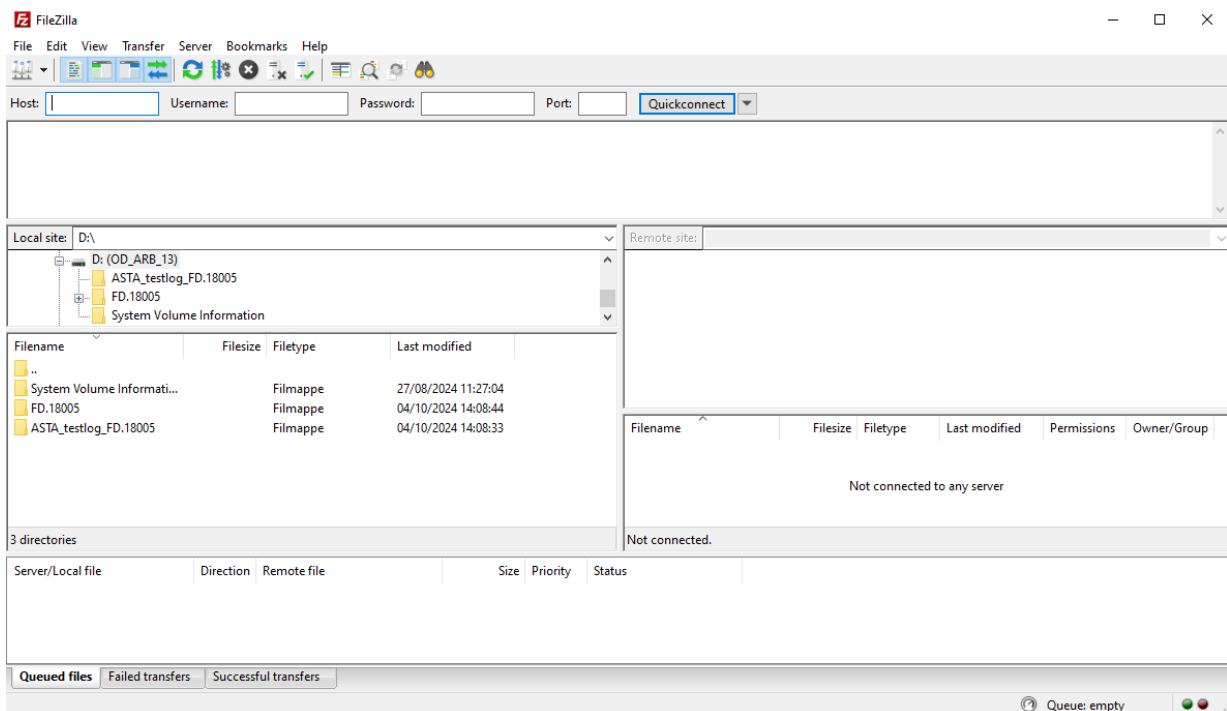 FileZilla
File Edit View Transfer Server Bookmarks Help
Host: Username: Password: Port: Quickconnect
Local site: D:\
Remote site:
D: (OD_ARB_13)
ASTA_testlog_FD.18005
FD.18005
System Volume Information
Filename Filesize Filetype Last modified
..
System Volume Informati... Filmappe 27/08/2024 11:27:04
FD.18005 Filmappe 04/10/2024 14:08:44
ASTA_testlog_FD.18005 Filmappe 04/10/2024 14:08:33
3 directories
Filename Filesize Filetype Last modified Permissions Owner/Group
Not connected to any server
Not connected.
Server/Local file Direction Remote file Size Priority Status
Queued files Failed transfers Successful transfers
Queue: empty